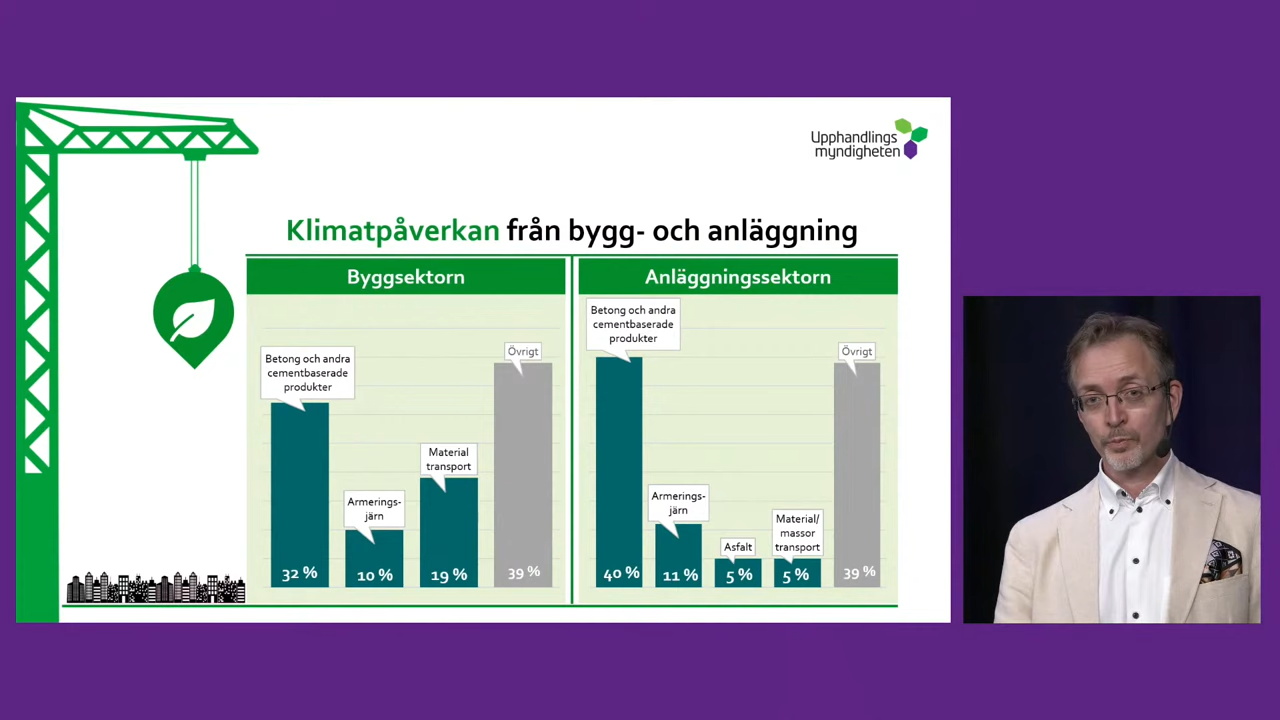 Upphandlings
myndigheten
Klimatpåverkan från bygg- och anläggning
Byggsektorn
Betong och andra
cementbaserade
produkter
Armerings-
järn
Material
transport
Övrigt
32 %
10 %
19 %
39 %
Anläggningssektorn
Betong och andra
cementbaserade
produkter
Armerings-
järn
Asfalt
Material/
massor
transport
Övrigt
40 %
11 %
5 %
5 %
39 %